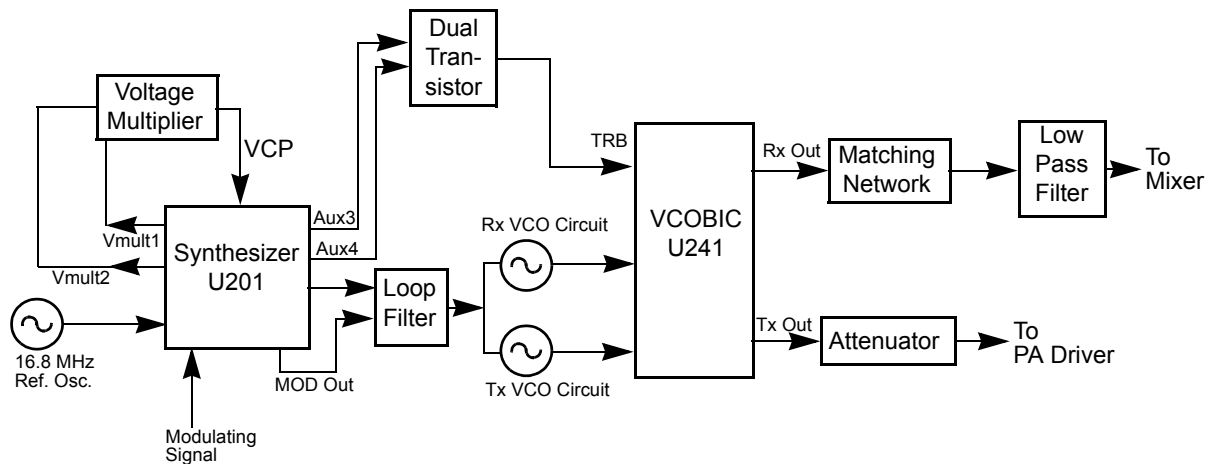 Dual
Tran-
sistor
Voltage
Multiplier
VCP
TRB
Rx Out
Matching
Network
Low
Pass
Filter
To
Mixer
Aux3
Vmult1
Aux4
Vmult2
Synthesizer
U201
Rx VCO Circuit
VCOBIC
U241
Loop
Filter
16.8 MHz
Ref. Osc.
MOD Out
Tx VCO Circuit
Tx Out
Attenuator
To
PA Driver
Modulating
Signal